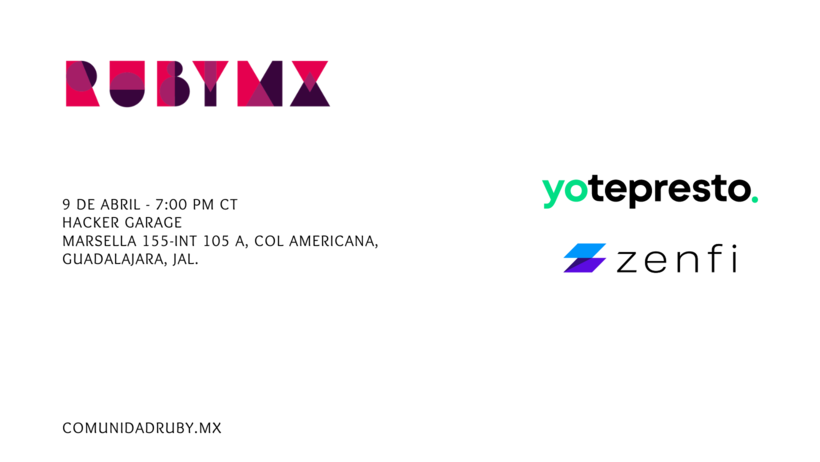 RUBYMX
9 DE ABRIL - 7:00 PM CT
HACKER GARAGE
MARSELLA 155-INT 105 A, COL AMERICANA,
GUADALAJARA, JAL.
yotepresto.
zenfi
COMUNIDADRUBY.MX